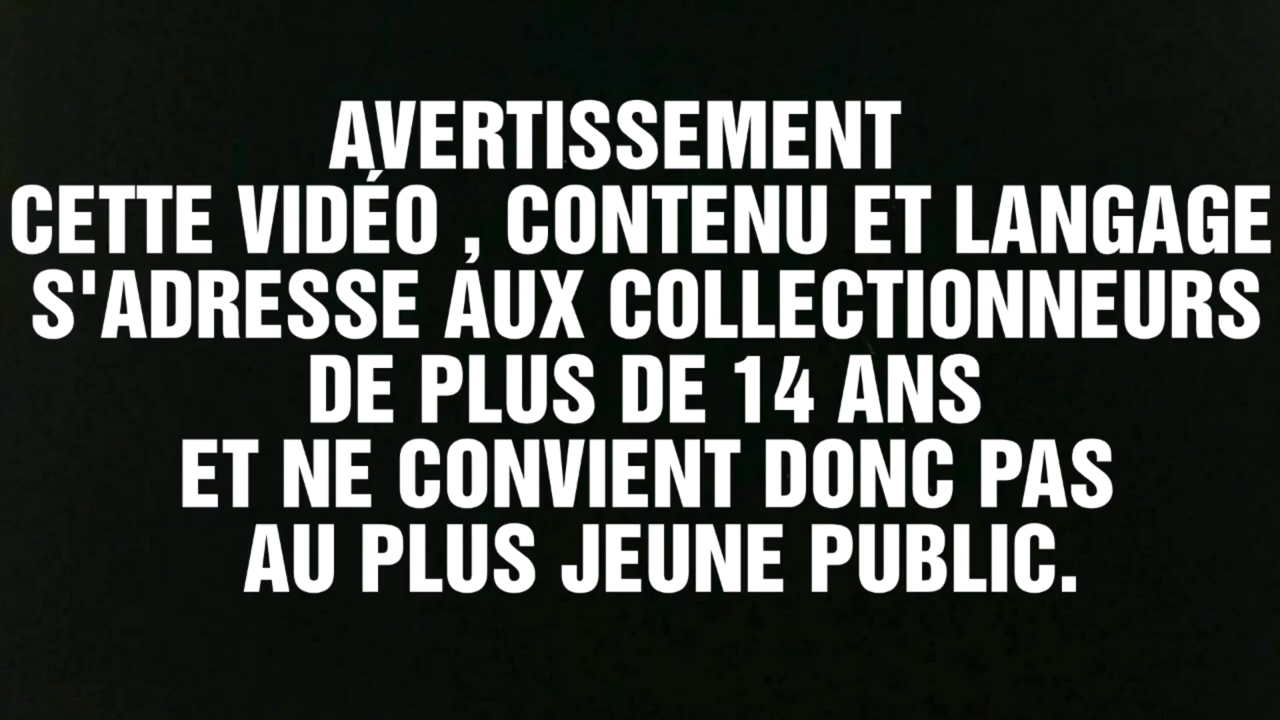 AVERTISSEMENT
CETTE VIDÉO , CONTENU ET LANGAGE
S'ADRESSE AUX COLLECTIONNEURS
DE PLUS DE 14 ANS
ET NE CONVIENT DONC PAS
AU PLUS JEUNE PUBLIC.